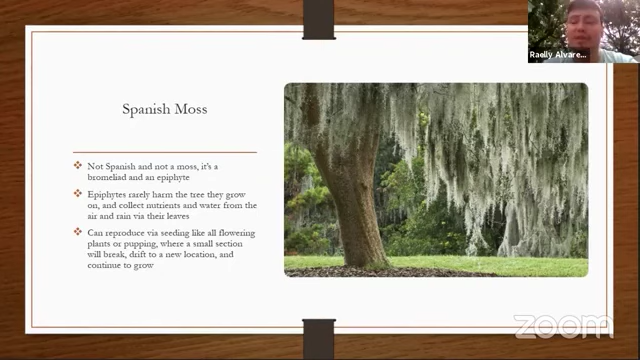 Raelly Alvare...
Spanish Moss
Not Spanish and not a moss, it's a
bromeliad and an epiphyte
Epiphytes rarely harm the tree they grow
on, and collect nutrients and water from the
air and rain via their leaves
Can reproduce via seeding like all flowering
plants or pupping, where a small section
will break, drift to a new location, and
continue to grow
zoom